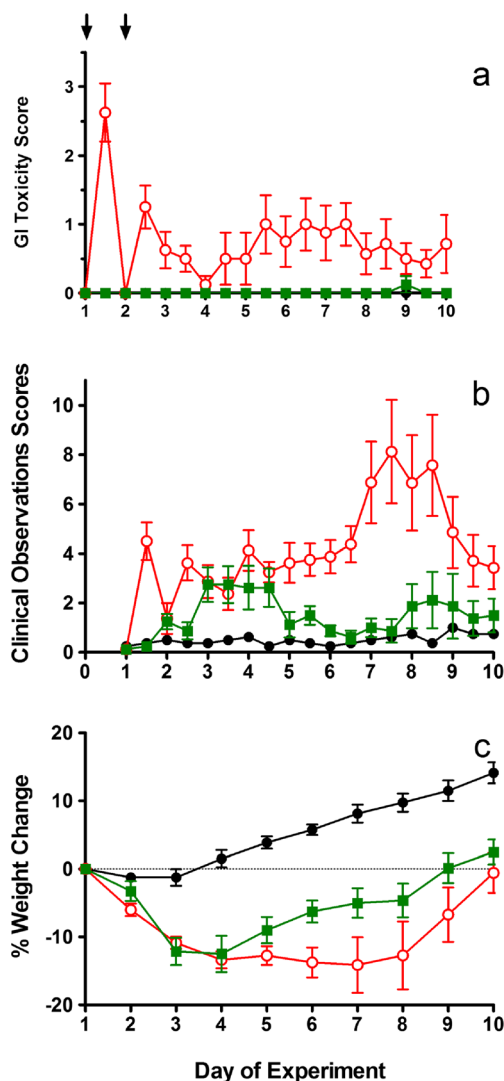 a
GI Toxicity Score
3
2
1
0
1 2 3 4 5 6 7 8 9 10
b
Clinical Observations Scores
10
8
6
4
2
0
0 1 2 3 4 5 6 7 8 9 10
c
% Weight Change
20
10
0
-10
-20
1 2 3 4 5 6 7 8 9 10
Day of Experiment